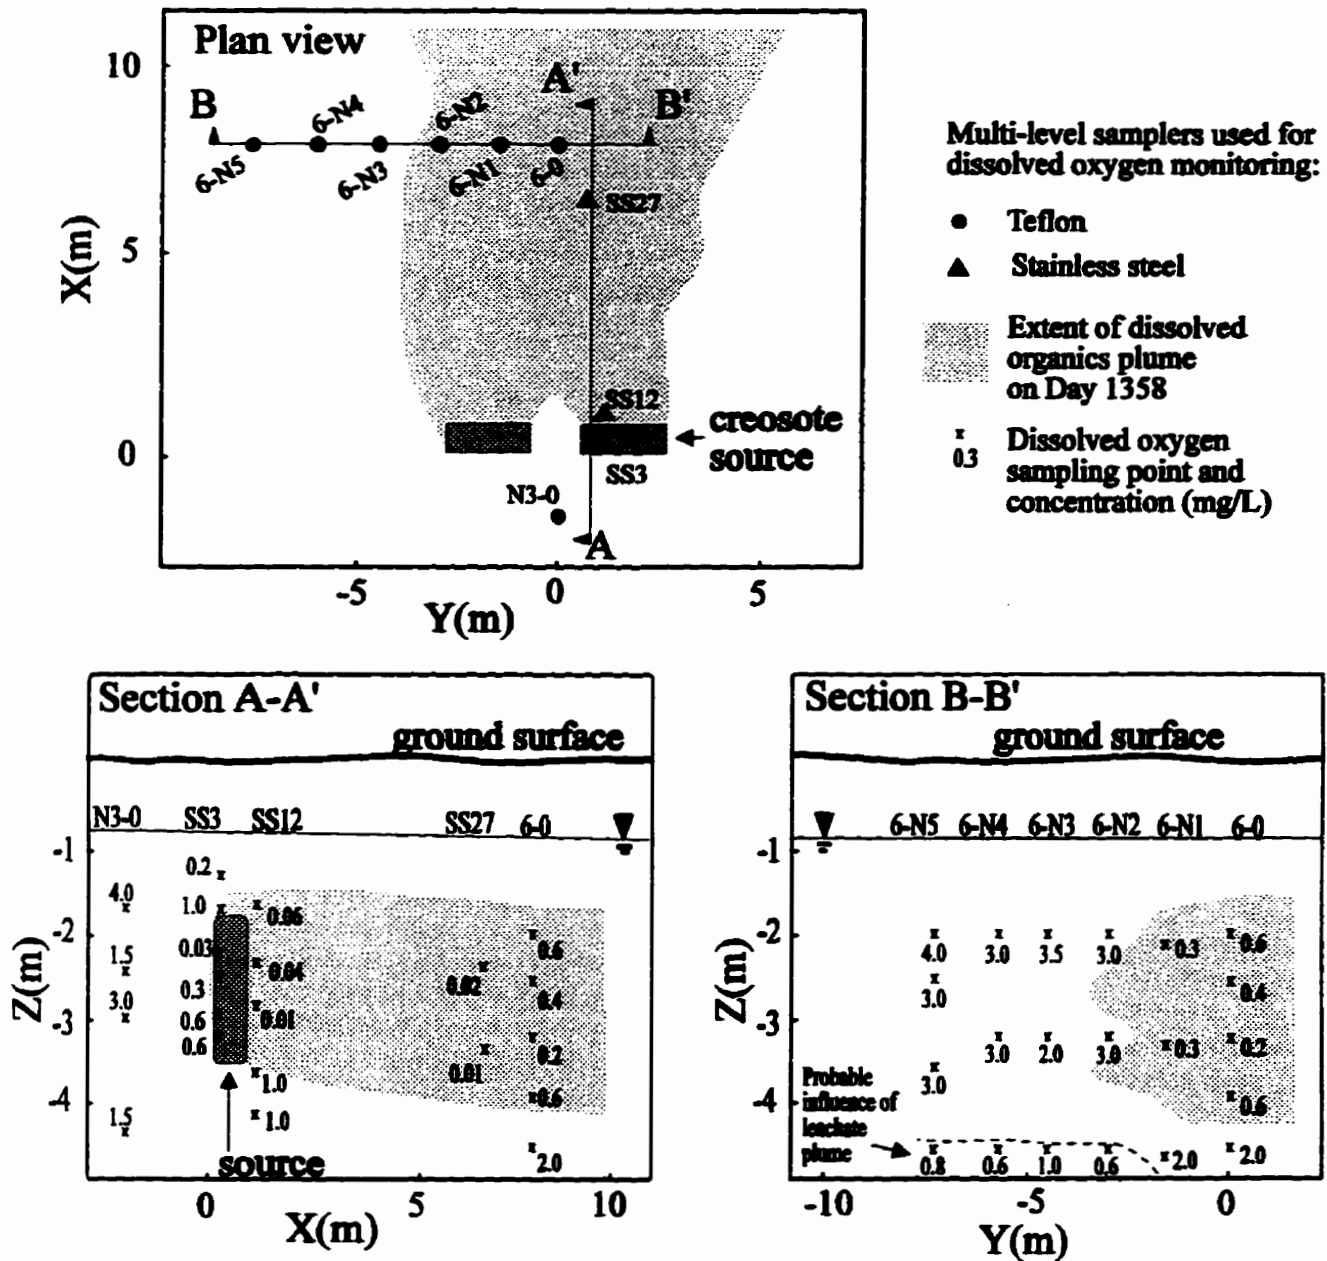 Plan view
10
5
0
X(m)
B
6-N4
6-N2
A'
B'
6-N5
6-N3
6-N1
6-0
SS27
SS12
creosote
source
SS3
N3-0
A
-5
0
5
Y(m)
Multi-level samplers used for
dissolved oxygen monitoring:
Teflon
Stainless steel
Extent of dissolved
organics plume
on Day 1358
x
0.3
Dissolved oxygen
sampling point and
concentration (mg/L)
Section A-A'
ground surface
N3-0 SS3 SS12 SS27 6-0
-1
-2
-3
-4
Z(m)
4.0
1.5
3.0
1.5
0.2
1.0
0.03
0.3
0.6
0.6
0.06
0.04
0.01
1.0
1.0
0.02
0.01
0.6
0.4
0.2
0.6
2.0
source
0 5 10
X(m)
Section B-B'
ground surface
6-N5 6-N4 6-N3 6-N2 6-N1 6-0
-1
-2
-3
-4
Z(m)
4.0 3.0 3.5 3.0 0.3 0.6
3.0 0.4
3.0 2.0 3.0 0.3 0.2
3.0 0.6
Probable
influence of
leachate
plume
0.8 0.6 1.0 0.6 2.0 2.0
-10 -5 0
Y(m)